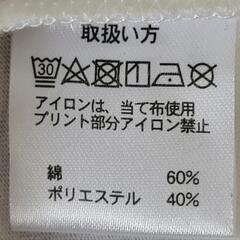 取扱い方
30
アイロンは、当て布使用
プリント部分アイロン禁止
綿 60%
ポリエステル 40%